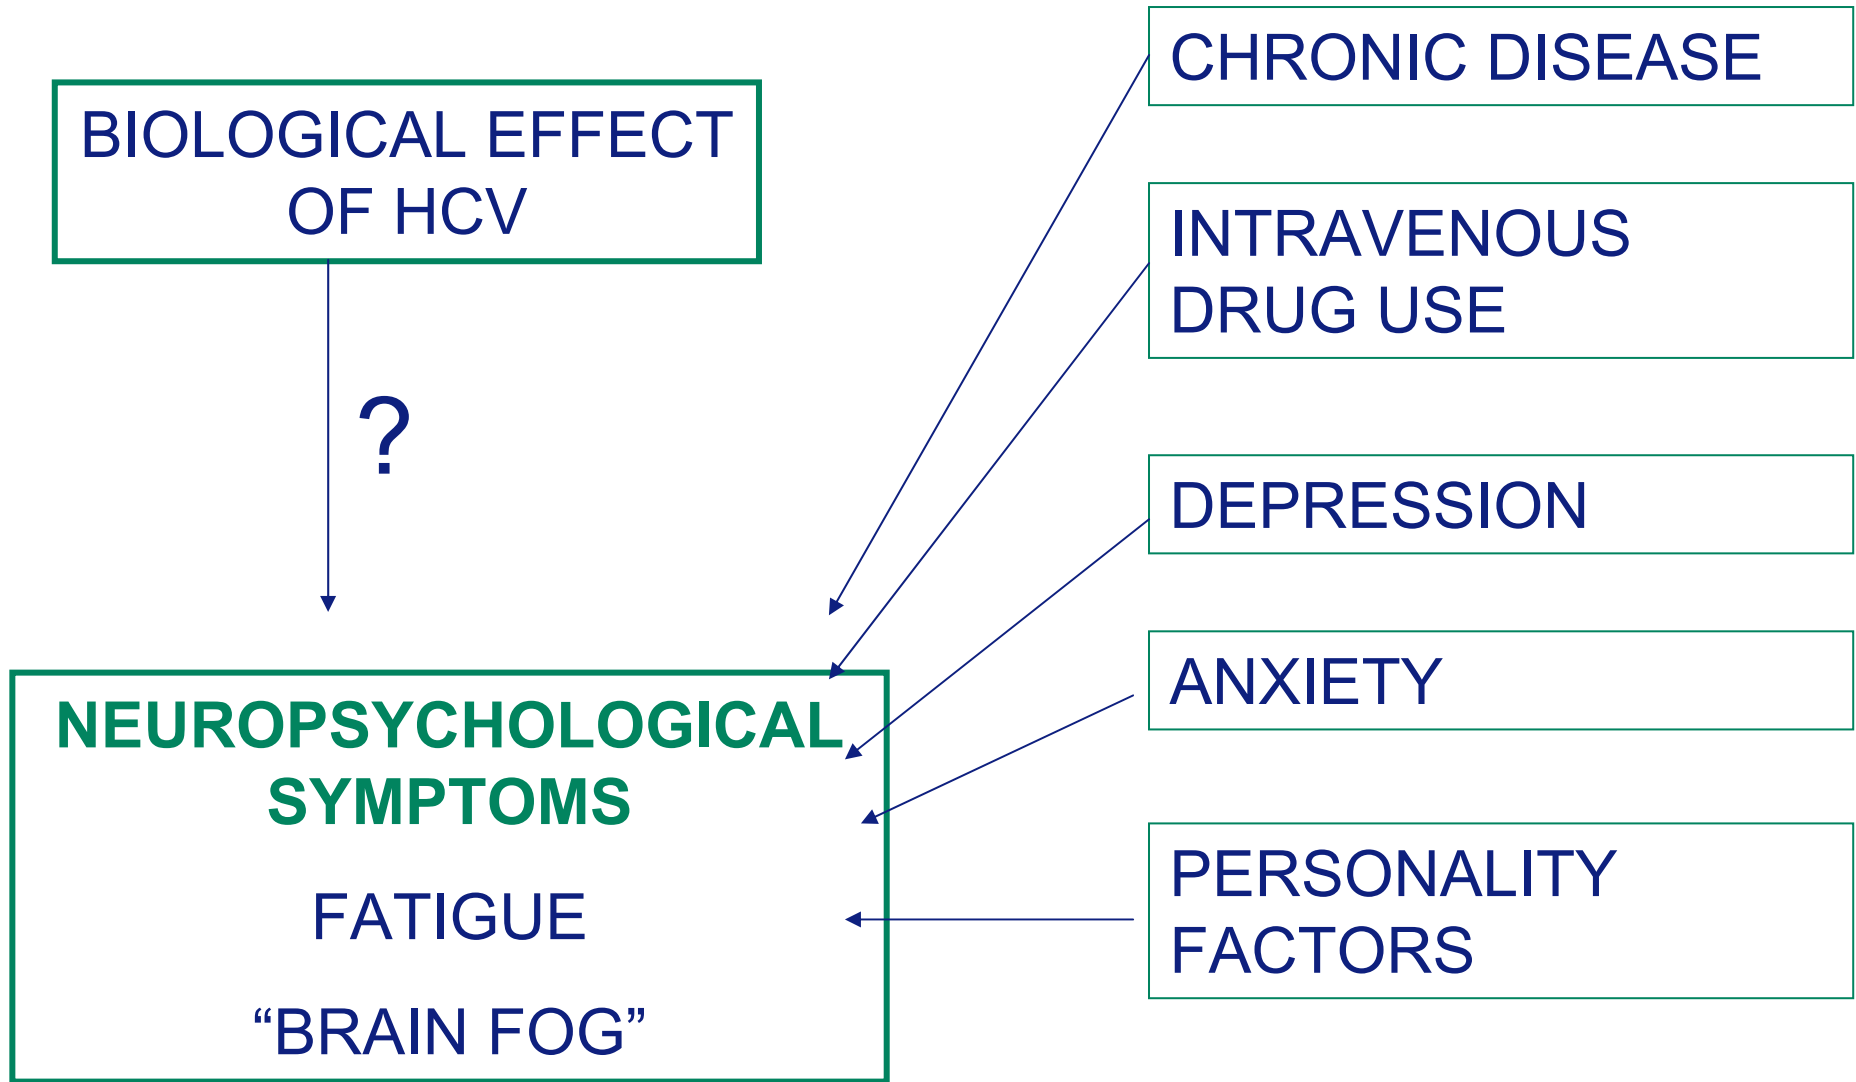 BIOLOGICAL EFFECT
OF HCV
?
NEUROPSYCHOLOGICAL
SYMPTOMS
FATIGUE
“BRAIN FOG”
CHRONIC DISEASE
INTRAVENOUS
DRUG USE
DEPRESSION
ANXIETY
PERSONALITY
FACTORS